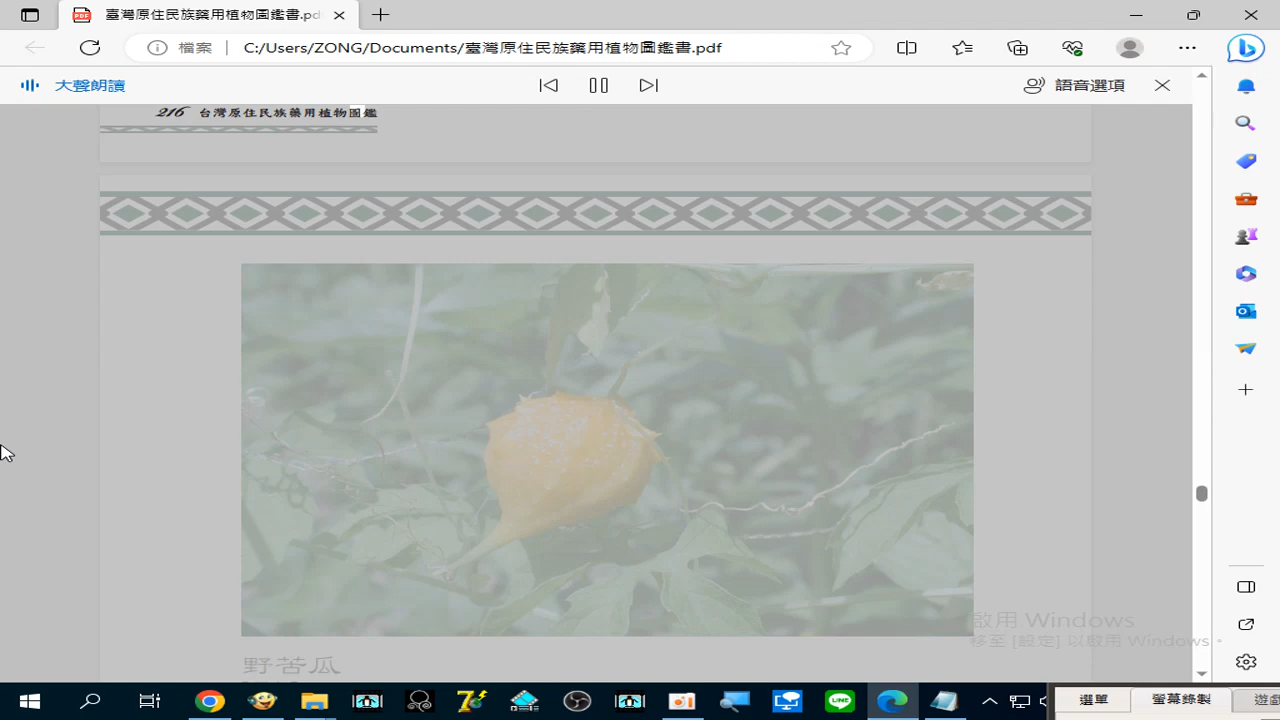 臺灣原住民族藥用植物圖鑑書.pd
檔案
C:/Users/ZONG/Documents/臺灣原住民族藥用植物圖鑑書.pdf
大聲朗讀
語音選項
216 台灣原住民族藥用植物圖鑑
野苦瓜
啟用 Windows
移至 [設定] 以啟用 Windows。
選單
螢幕錄製
遊戲